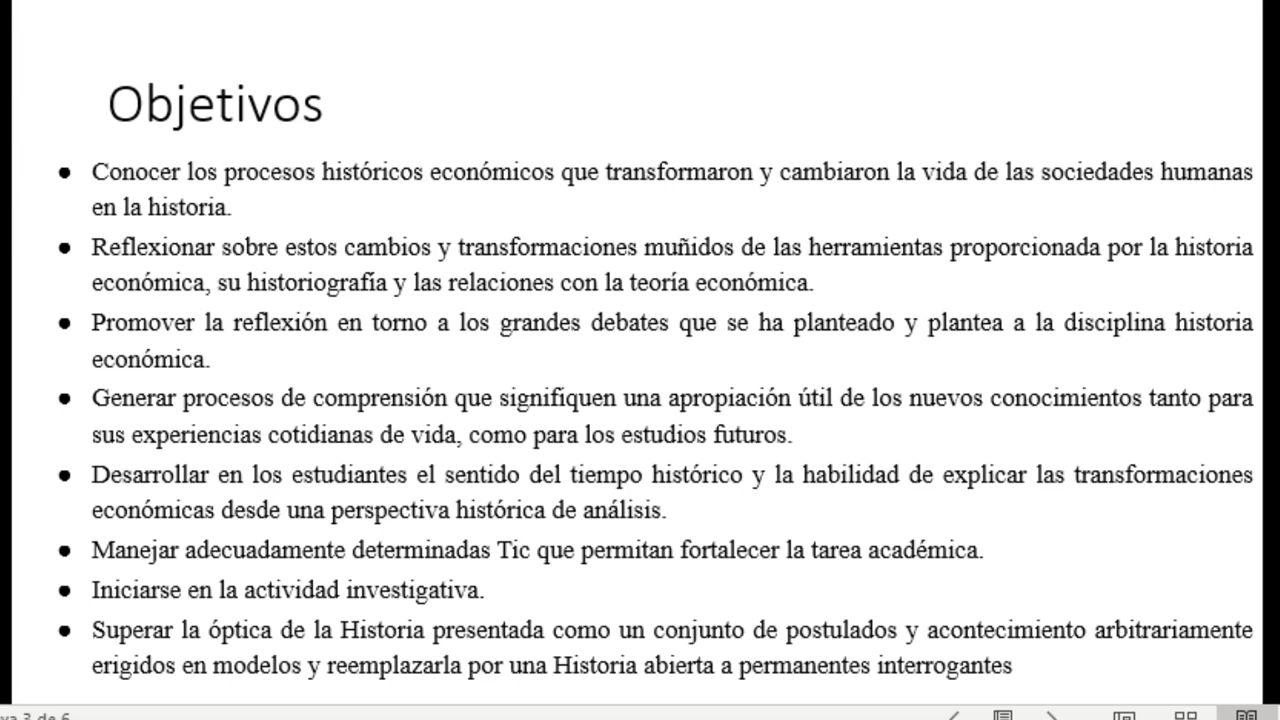 Objetivos
● Conocer los procesos históricos económicos que transformaron y cambiaron la vida de las sociedades humanas
en la historia.
● Reflexionar sobre estos cambios y transformaciones muñidos de las herramientas proporcionada por la historia
económica, su historiografía y las relaciones con la teoría económica.
● Promover la reflexión en torno a los grandes debates que se ha planteado y plantea a la disciplina historia
económica.
● Generar procesos de comprensión que signifiquen una apropiación útil de los nuevos conocimientos tanto para
sus experiencias cotidianas de vida, como para los estudios futuros.
● Desarrollar en los estudiantes el sentido del tiempo histórico y la habilidad de explicar las transformaciones
económicas desde una perspectiva histórica de análisis.
● Manejar adecuadamente determinadas Tic que permitan fortalecer la tarea académica.
● Iniciarse en la actividad investigativa.
● Superar la óptica de la Historia presentada como un conjunto de postulados y acontecimiento arbitrariamente
erigidos en modelos y reemplazarla por una Historia abierta a permanentes interrogantes
3 de 6